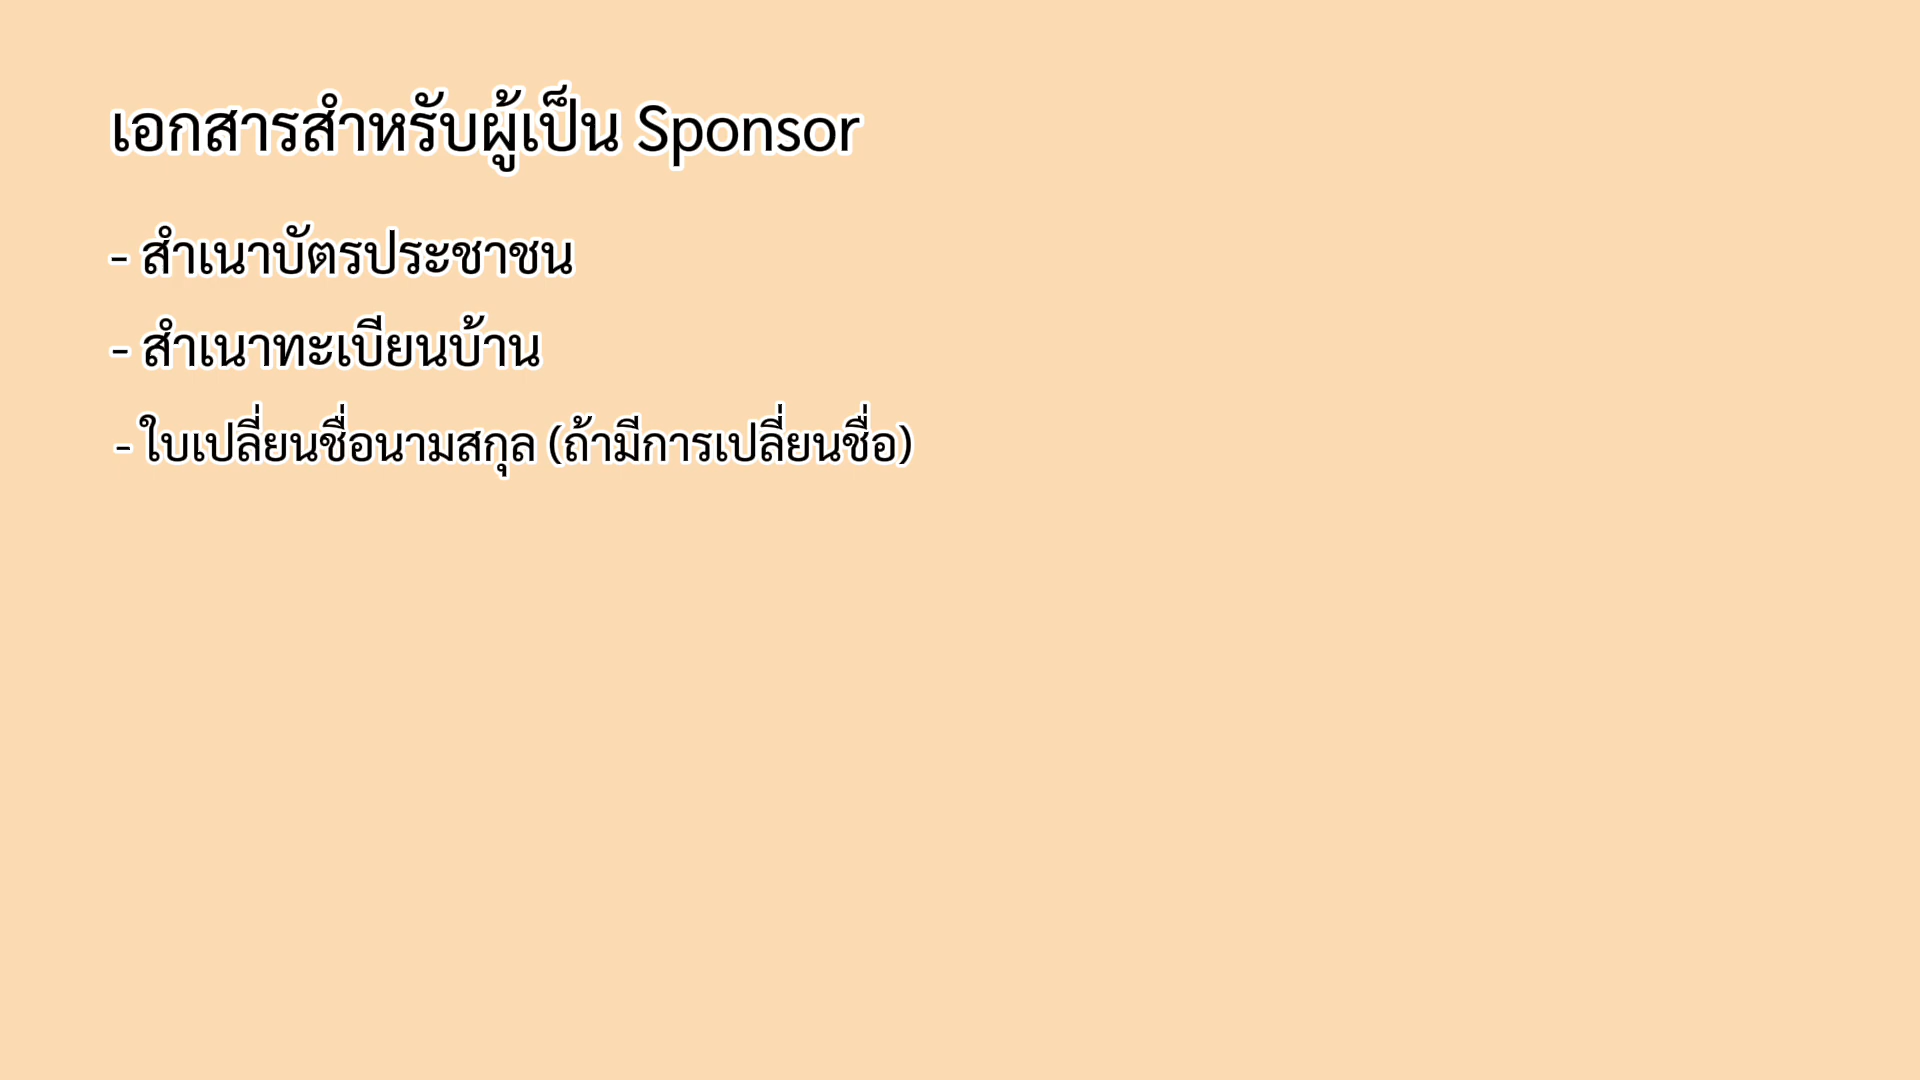 เอกสารสำหรับผู้เป็น Sponsor
- สำเนาบัตรประชาชน
- สำเนาทะเบียนบ้าน
- ใบเปลี่ยนชื่อนามสกุล (ถ้ามีการเปลี่ยนชื่อ)